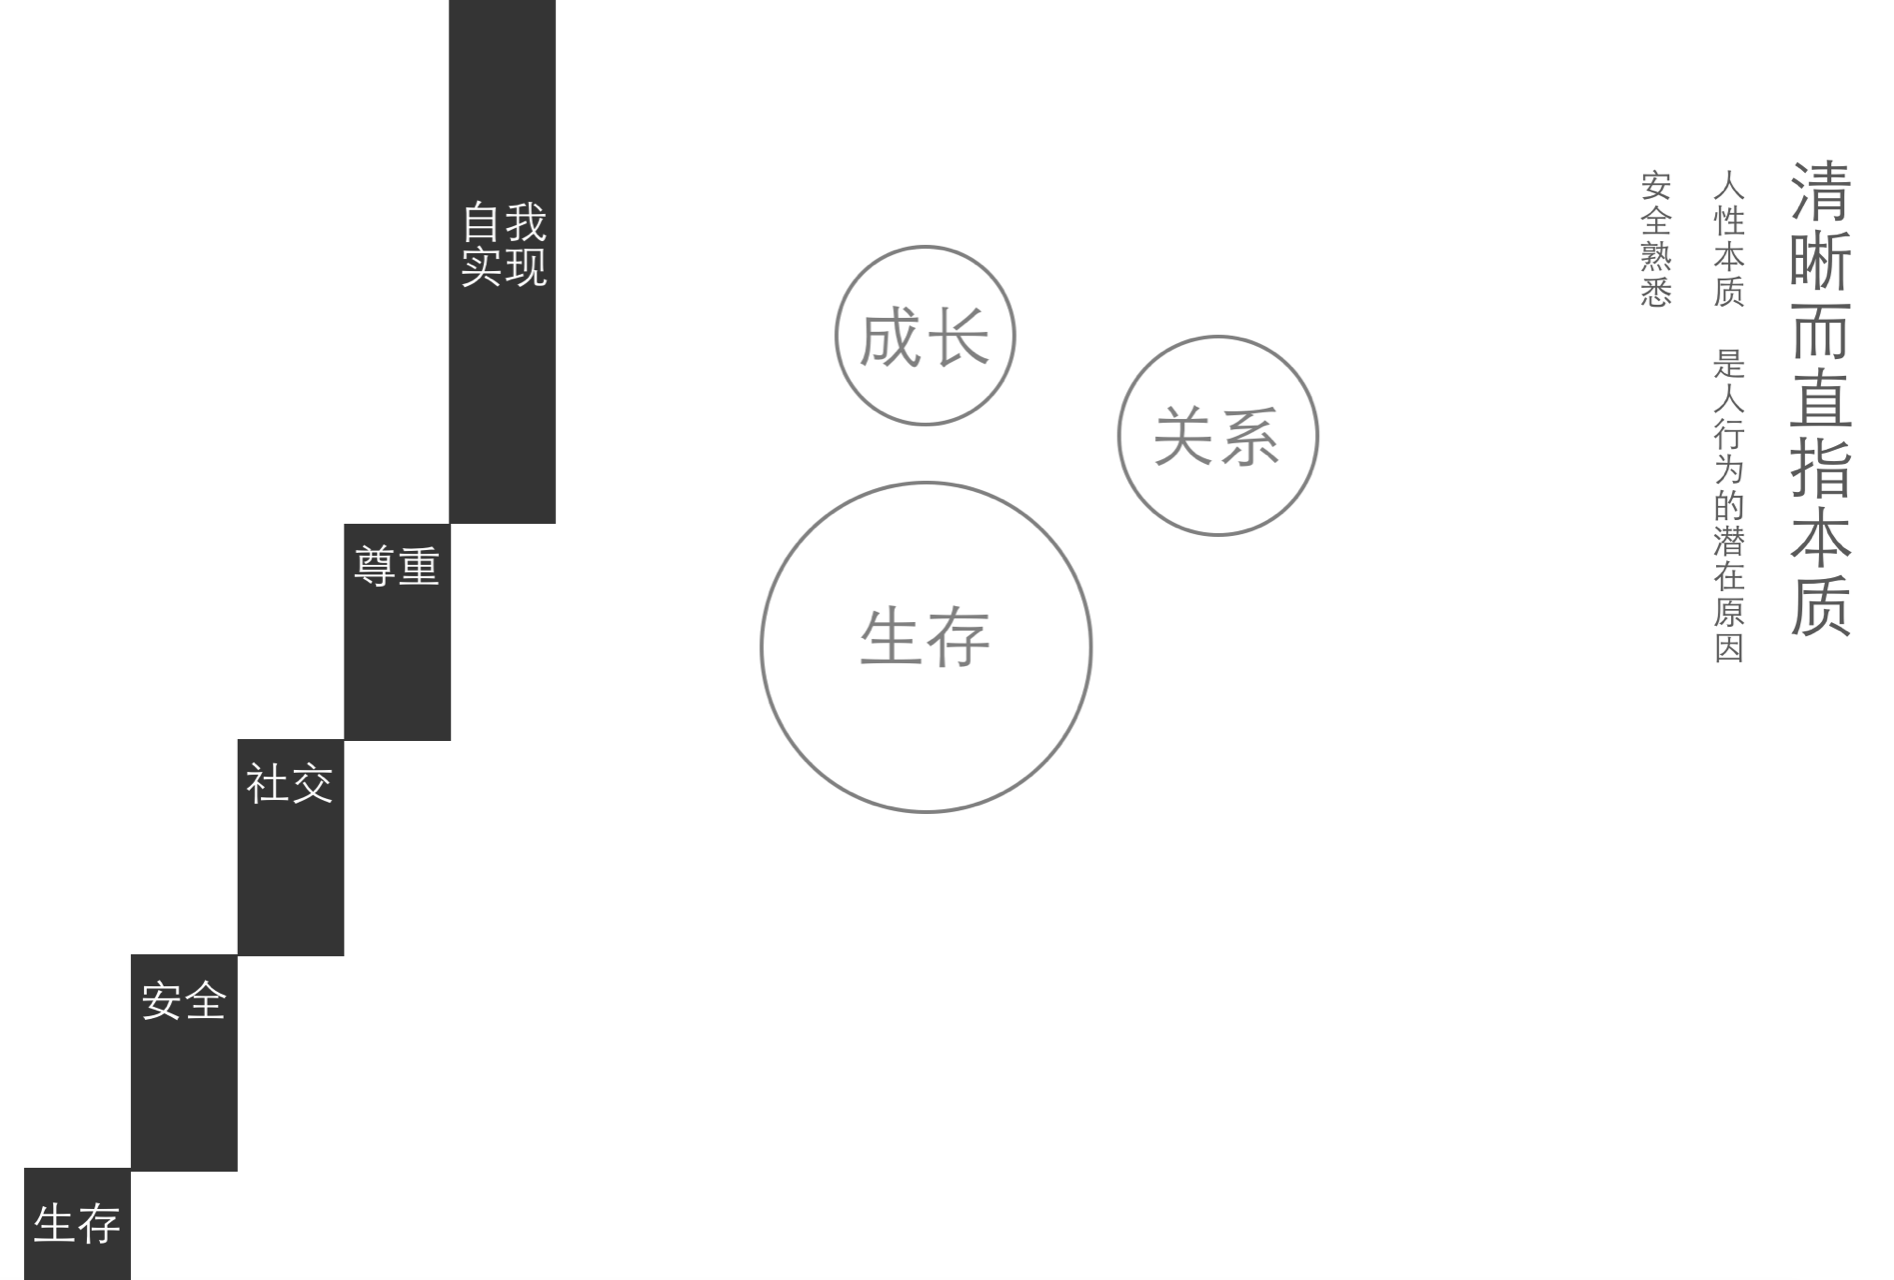 清晰而直指本质
人性本质 是人行为的潜在原因
安全熟悉
自我
实现
尊重
社交
安全
生存
成长
关系
生存